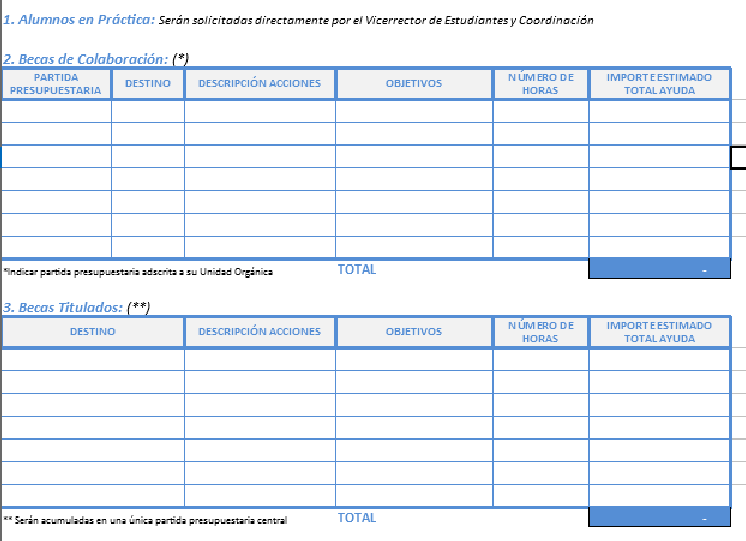 1. Alumnos en Práctica: Serán solicitadas directamente por el Vicerrector de Estudiantes y Coordinación
2. Becas de Colaboración: (*)
PARTIDA PRESUPUESTARIA DESTINO DESCRIPCIÓN ACCIONES OBJETIVOS NÚMERO DE HORAS IMPORTE ESTIMADO TOTAL AYUDA
*Indicar partida presupuestaria adscrita a su Unidad Orgánica TOTAL -
3. Becas Titulados: (**)
DESTINO DESCRIPCIÓN ACCIONES OBJETIVOS NÚMERO DE HORAS IMPORTE ESTIMADO TOTAL AYUDA
** Serán acumuladas en una única partida presupuestaria central TOTAL -